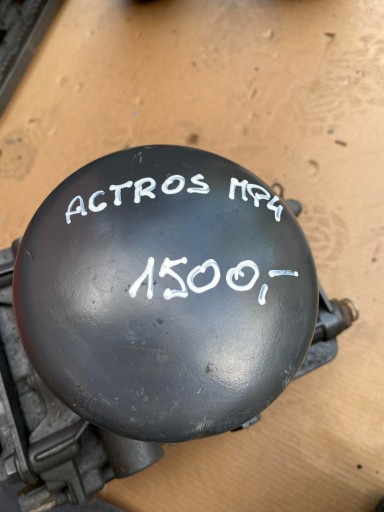 ACTROS MP4
1500,-